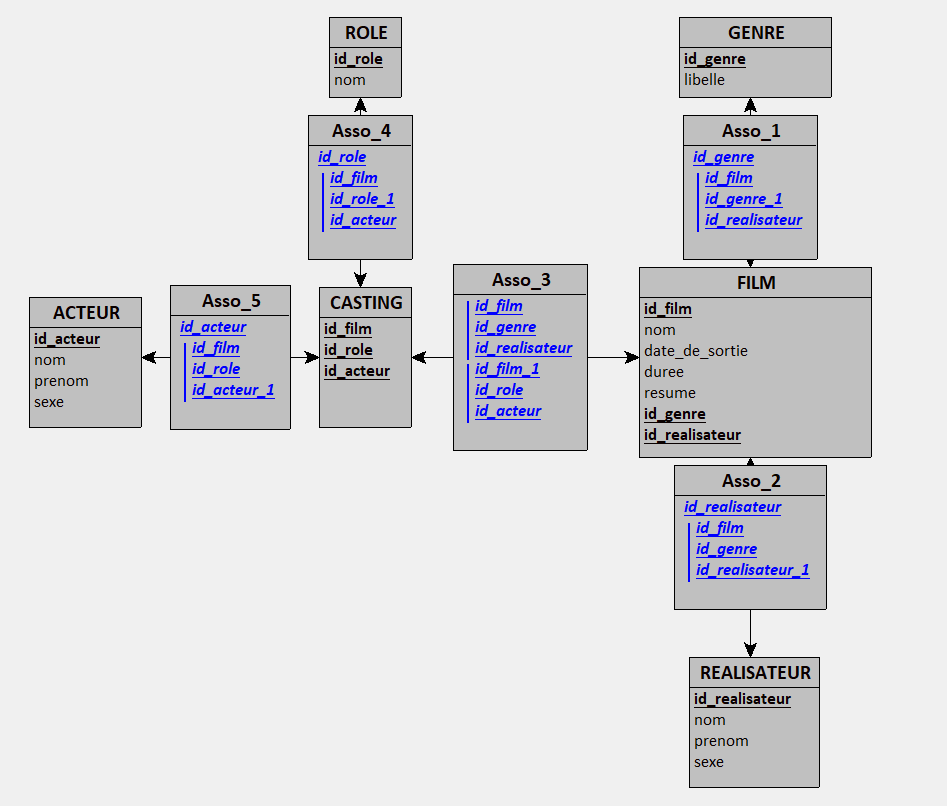 ROLE
id_role
nom
GENRE
id_genre
libelle
Asso_4
id_role
id_film
id_role_1
id_acteur
Asso_1
id_genre
id_film
id_genre_1
id_realisateur
ACTEUR
id_acteur
nom
prenom
sexe
Asso_5
id_acteur
id_film
id_role
id_acteur_1
CASTING
id_film
id_role
id_acteur
Asso_3
id_film
id_genre
id_realisateur
id_film_1
id_role
id_acteur
FILM
id_film
nom
date_de_sortie
duree
resume
id_genre
id_realisateur
Asso_2
id_realisateur
id_film
id_genre
id_realisateur_1
REALISATEUR
id_realisateur
nom
prenom
sexe